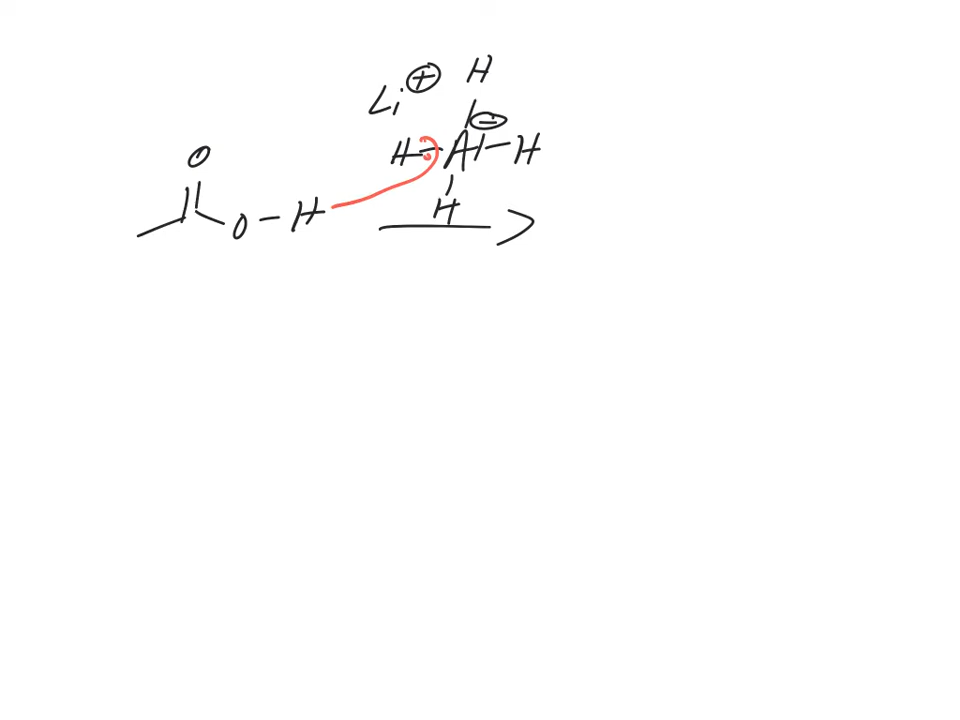 H
Li ⊕
⊖
H – Al – H
O
H
O – H